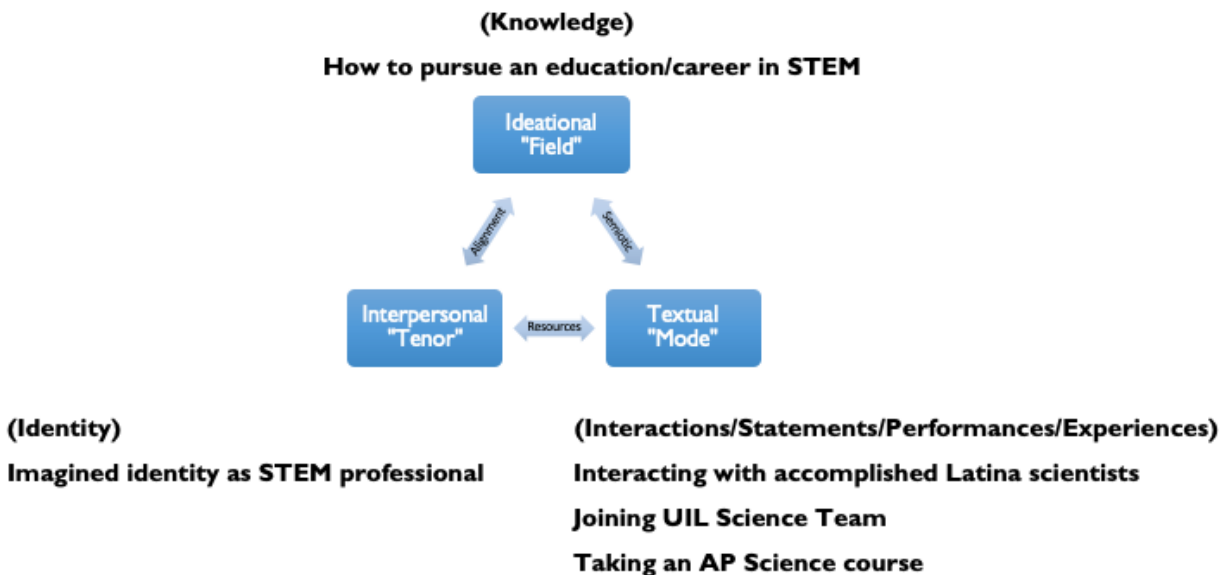 (Knowledge)
How to pursue an education/career in STEM
Ideational
"Field"
Alignment
Semiotic
Interpersonal
"Tenor"
Resources
Textual
"Mode"
(Identity)
Imagined identity as STEM professional
(Interactions/Statements/Performances/Experiences)
Interacting with accomplished Latina scientists
Joining UIL Science Team
Taking an AP Science course